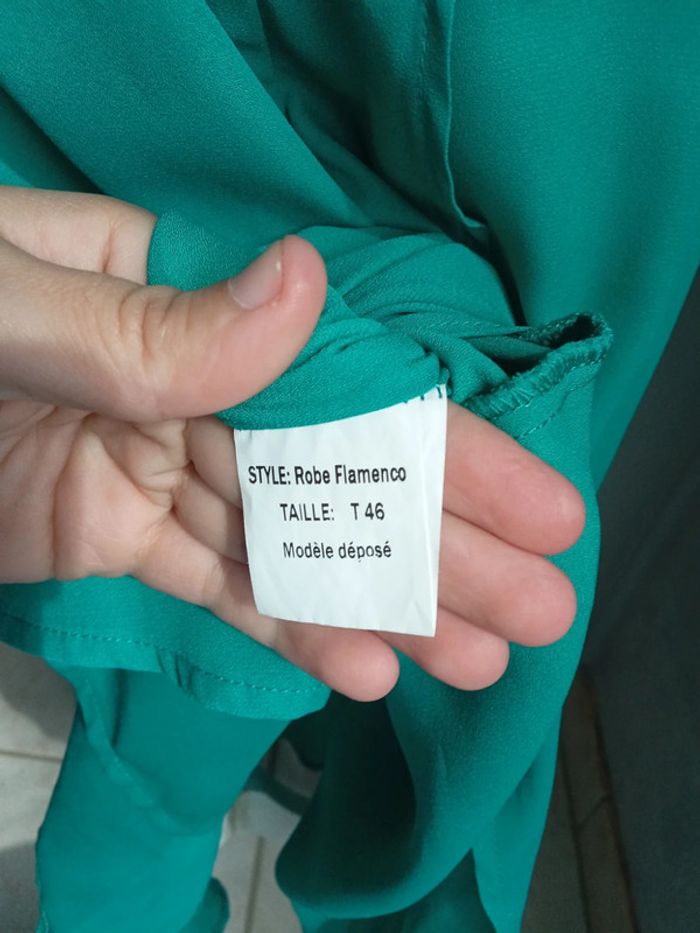 STYLE: Robe Flamenco
TAILLE: T 46
Modèle déposé